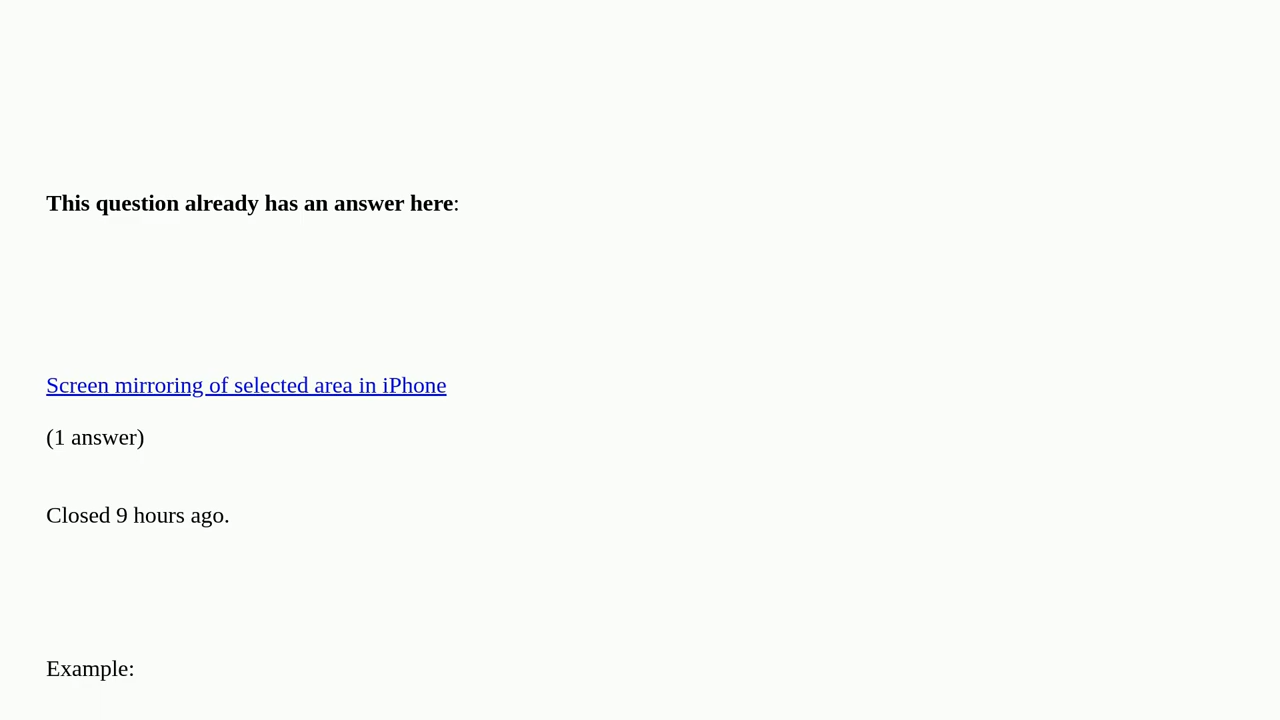 This question already has an answer here:
Screen mirroring of selected area in iPhone
(1 answer)
Closed 9 hours ago.
Example: